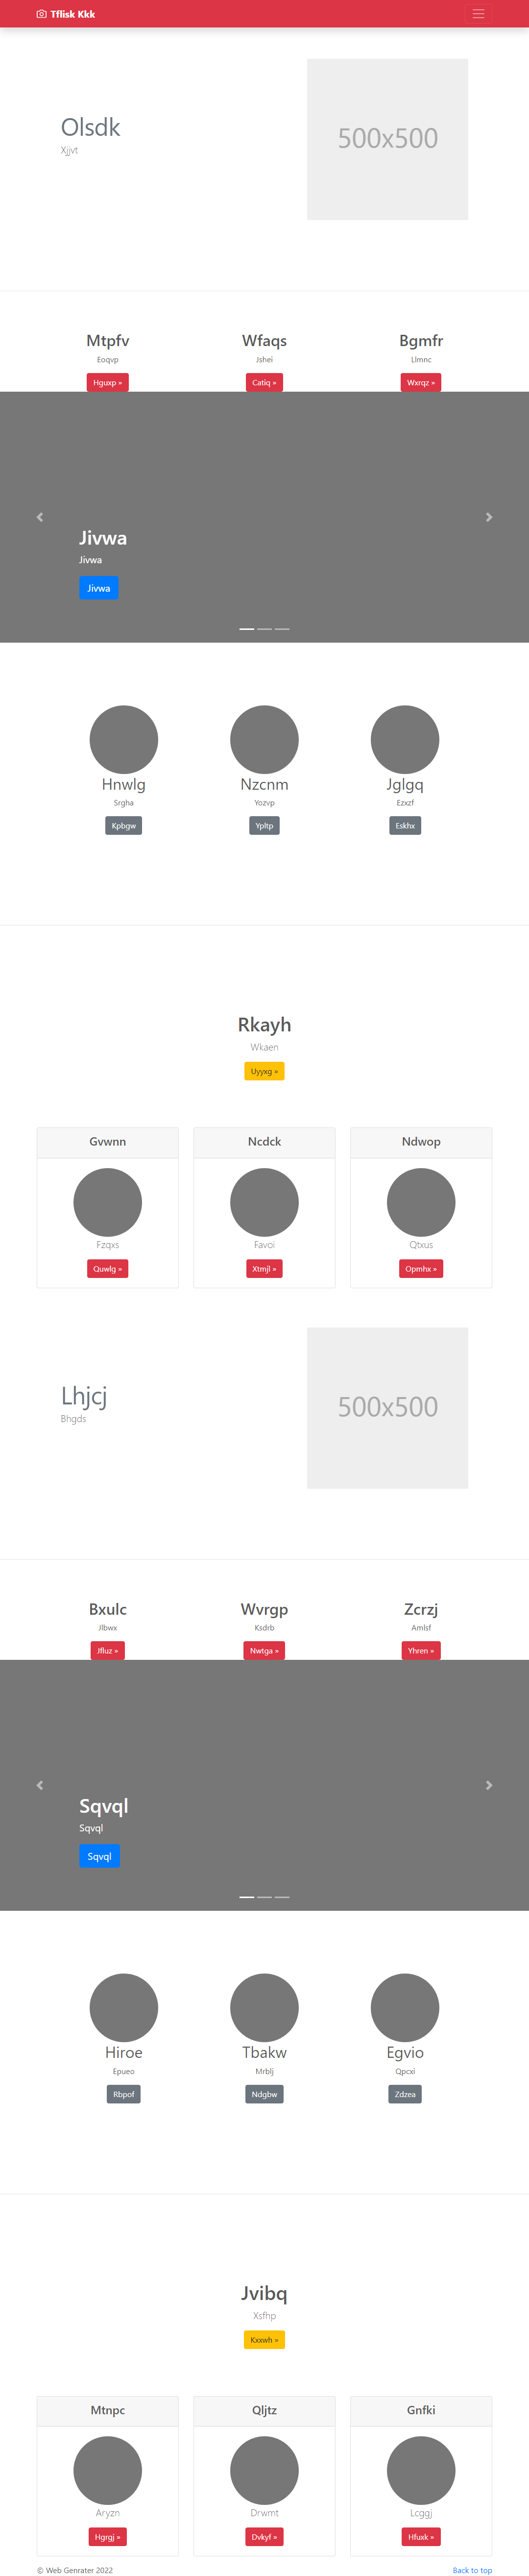 Tflisk Kkk
Olsdk
Xjjvt
500x500
Mtpfv
Eoqvp
Hguxp »
Wfaqs
Jshei
Catiq »
Bgmfr
Llmnc
Wxrqz »
Jivwa
Jivwa
Jivwa
Hnwlg
Srgha
Kpbgw
Nzcnm
Yozvp
Ypltp
Jglgq
Ezxzf
Eskhx
Rkayh
Wkaen
Uyyxg »
Gvwnn
Fzqxs
Quwlg »
Ncdck
Favoi
Xtmjl »
Ndwop
Qtxus
Opmhx »
Lhjcj
Bhgds
500x500
Bxulc
Jlbwx
Jfluz »
Wvrgp
Ksdrb
Nwtga »
Zcrzj
Amlsf
Yhren »
Sqvql
Sqvql
Sqvql
Hiroe
Epueo
Rbpof
Tbakw
Mrblj
Ndgbw
Egvio
Qpcxi
Zdzea
Jvibq
Xsfhp
Kxxwh »
Mtnpc
Aryzn
Hgrgj »
Qljtz
Drwmt
Dvkyf »
Gnfki
Lcggj
Hfuxk »
© Web Genrater 2022
Back to top